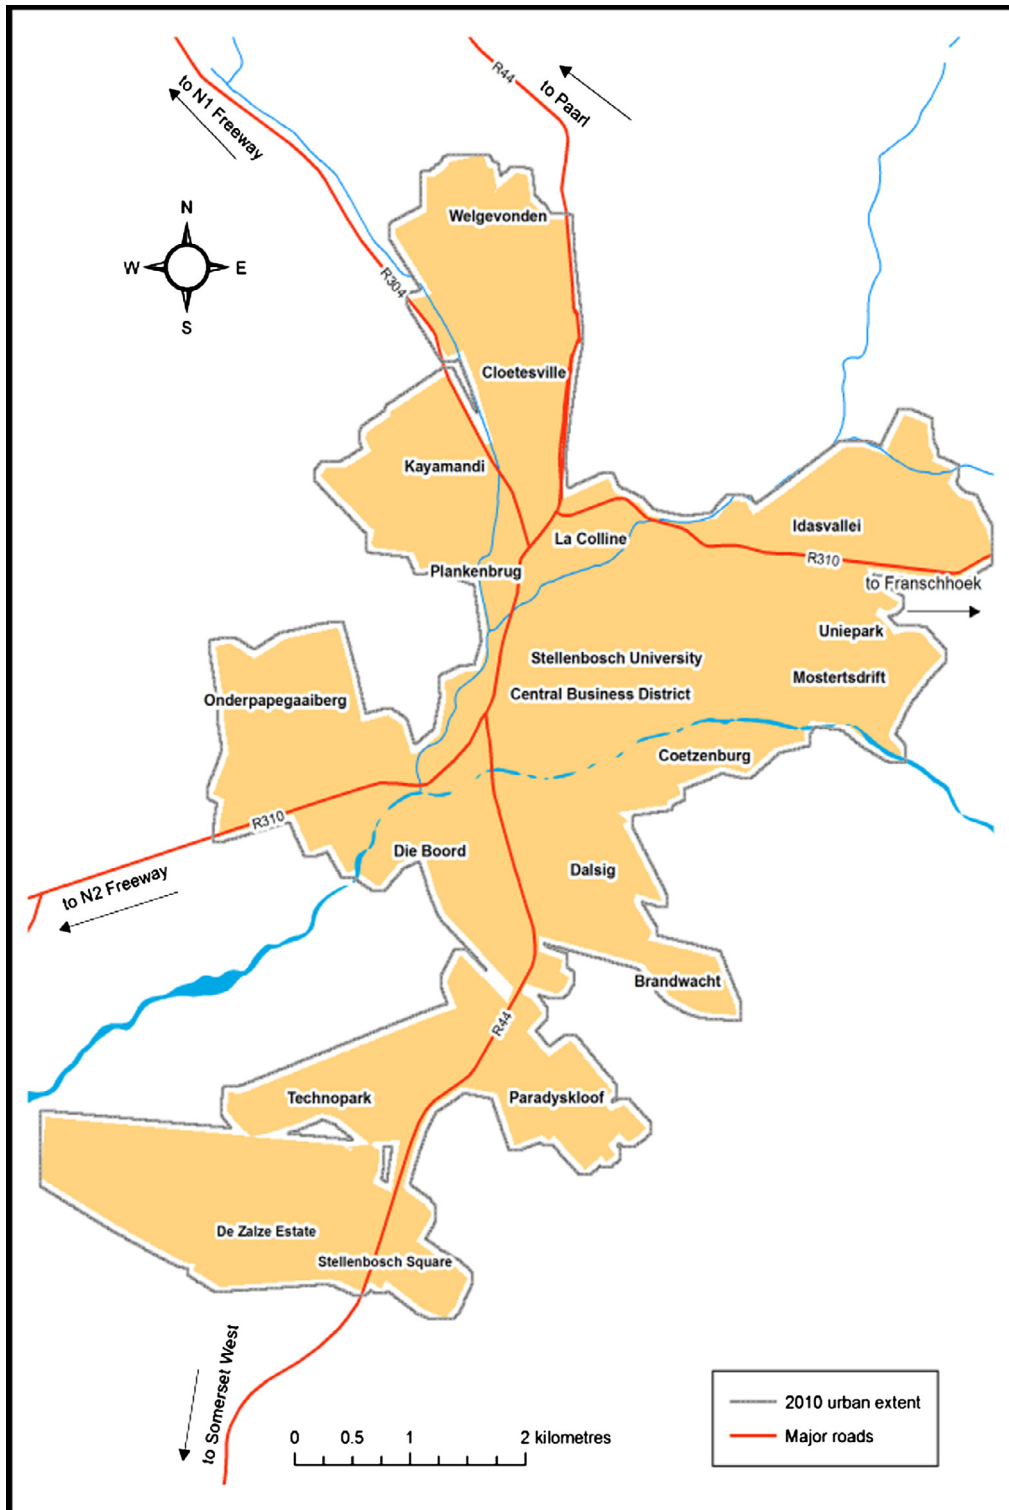 R44
to Paarl
to N1 Freeway
N
W
E
S
Welgevonden
R304
Cloetesville
Kayamandi
Idasvallei
La Colline
R310
Plankenbrug
to Franschhoek
Uniepark
Stellenbosch University
Mostertsdrift
Central Business District
Onderpapegaaiberg
Coetzenburg
R310
Die Boord
Dalsig
to N2 Freeway
Brandwacht
R44
Technopark
Paradyskloof
De Zalze Estate
Stellenbosch Square
to Somerset West
2010 urban extent
Major roads
0 0.5 1 2 kilometres